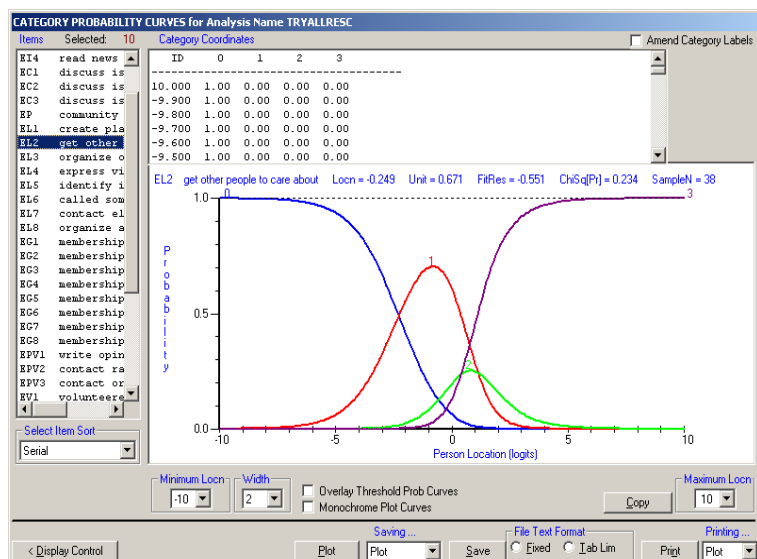 CATEGORY PROBABILITY CURVES for Analysis Name TRYALLRESC
Items Selected: 10
Category Coordinates
Amend Category Labels
EI4 read news
EC1 discuss is
EC2 discuss is
EC3 discuss is
EP community
EL1 create pla
EL2 get other
EL3 organize o
EL4 express vi
EL5 identify i
EL6 called som
EL7 contact el
EL8 organize a
EG1 membership
EG2 membership
EG3 membership
EG4 membership
EG5 membership
EG6 membership
EG7 membership
EG8 membership
EPV1 write opin
EPV2 contact ra
EPV3 contact or
EV1 volunteere
Select Item Sort
Serial
ID 0 1 2 3
--------------------------------------
10.000 1.00 0.00 0.00 0.00
-9.900 1.00 0.00 0.00 0.00
-9.800 1.00 0.00 0.00 0.00
-9.700 1.00 0.00 0.00 0.00
-9.600 1.00 0.00 0.00 0.00
-9.500 1.00 0.00 0.00 0.00
EL2 get other people to care about Locn = -0.249 Unit = 0.671 FitRes = -0.551 ChiSq[Pr] = 0.234 SampleN = 38
0
3
1.0
Probability
1
0.5
2
0.0
-10 -5 0 5 10
Person Location (logits)
Minimum Locn
-10
Width
2
Overlay Threshold Prob Curves
Monochrome Plot Curves
Copy
Maximum Locn
10
< Display Control
Plot
Saving ...
Plot
Save
File Text Format
Fixed Tab Lim
Print
Printing ...
Plot